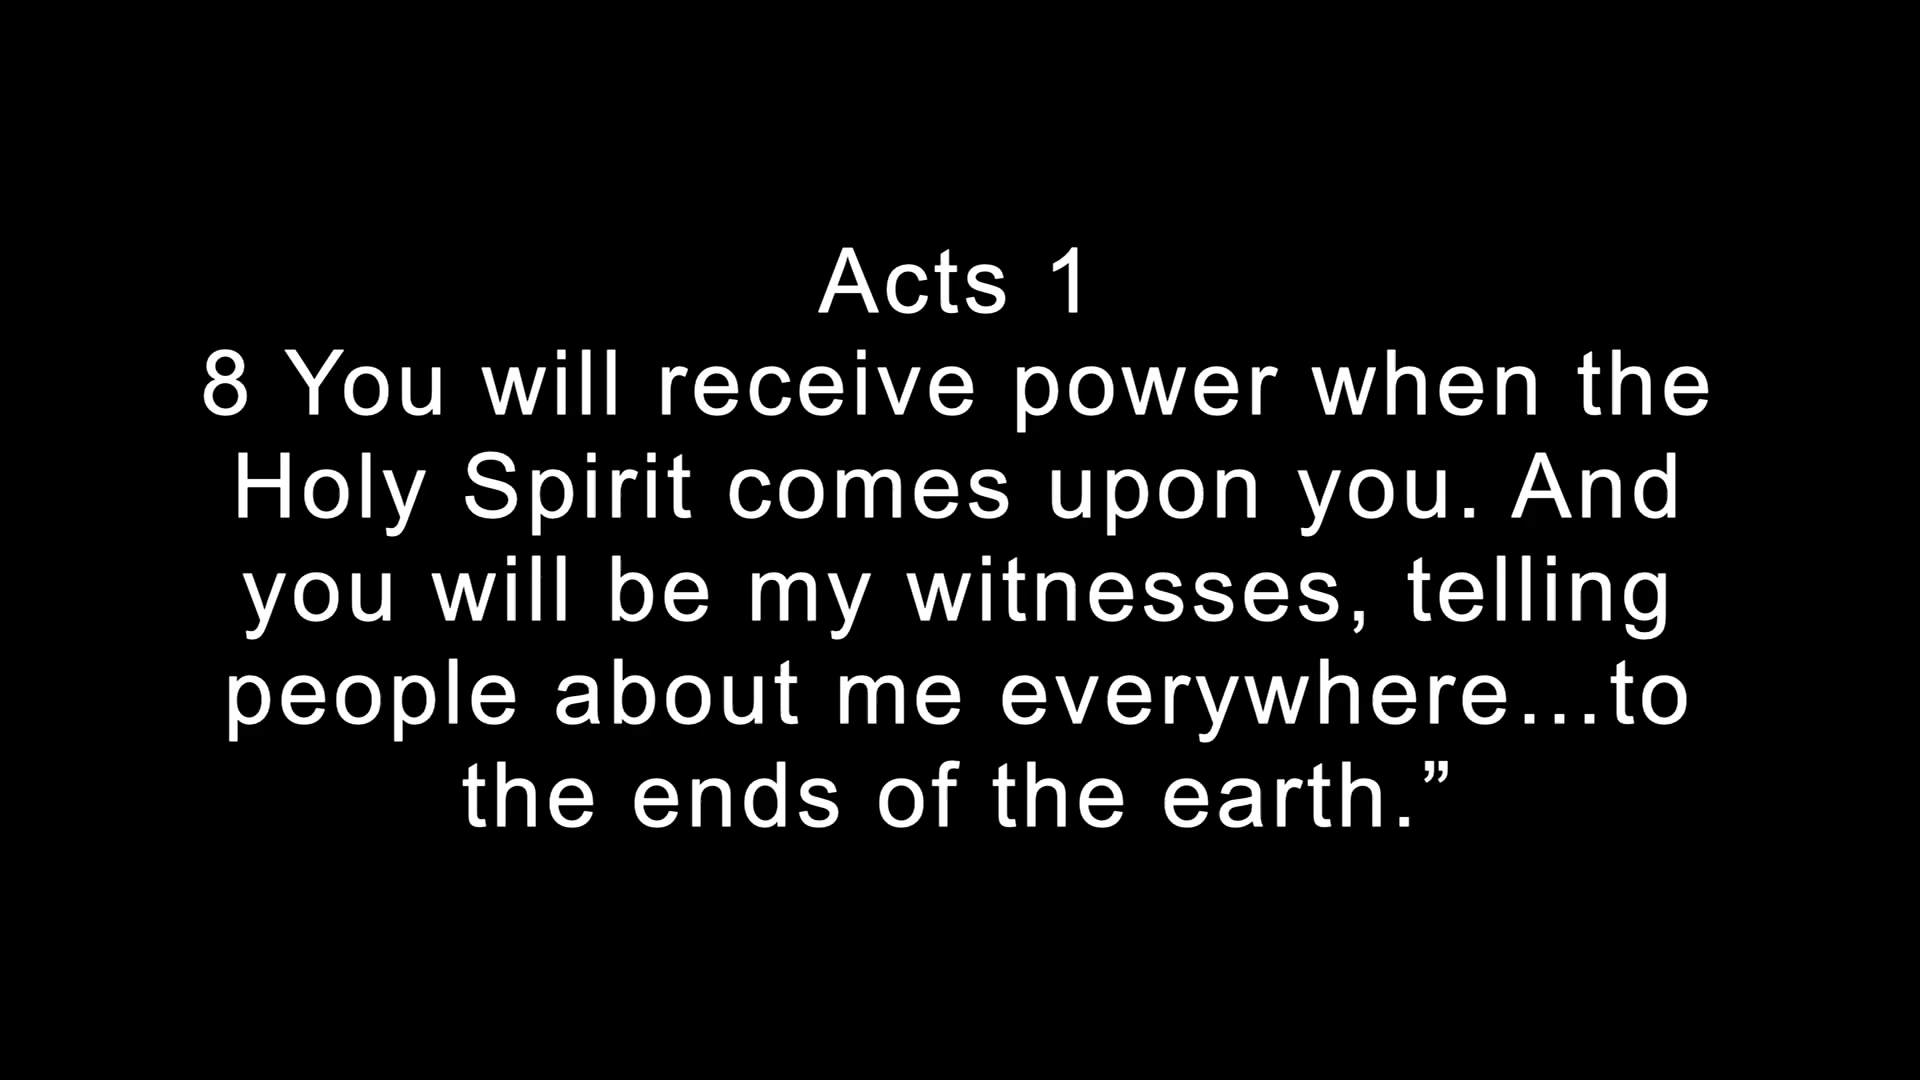 Acts 1
8 You will receive power when the
Holy Spirit comes upon you. And
you will be my witnesses, telling
people about me everywhere...to
the ends of the earth.”